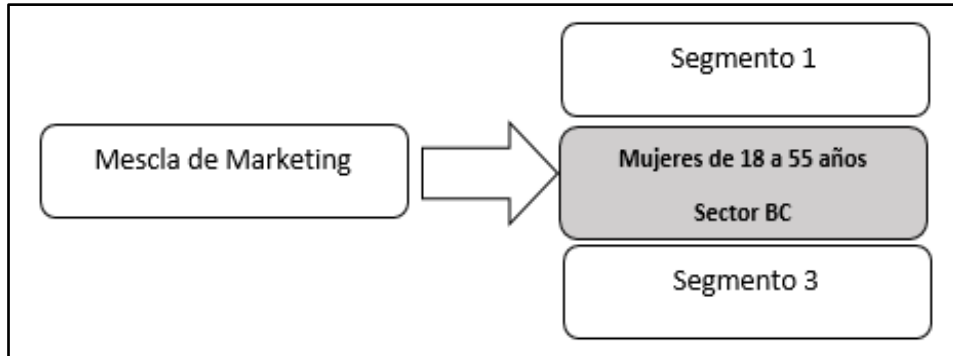 Segmento 1
Mescla de Marketing
Mujeres de 18 a 55 años
Sector BC
Segmento 3